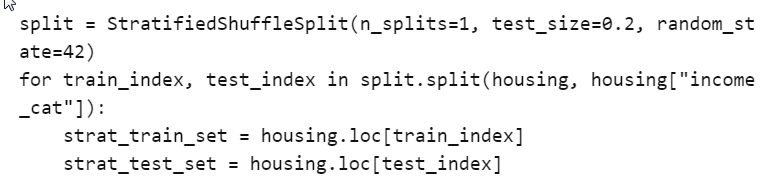 split = StratifiedShuffleSplit(n_splits=1, test_size=0.2, random_st
ate=42)
for train_index, test_index in split.split(housing, housing["income
_cat"]):
    strat_train_set = housing.loc[train_index]
    strat_test_set = housing.loc[test_index]